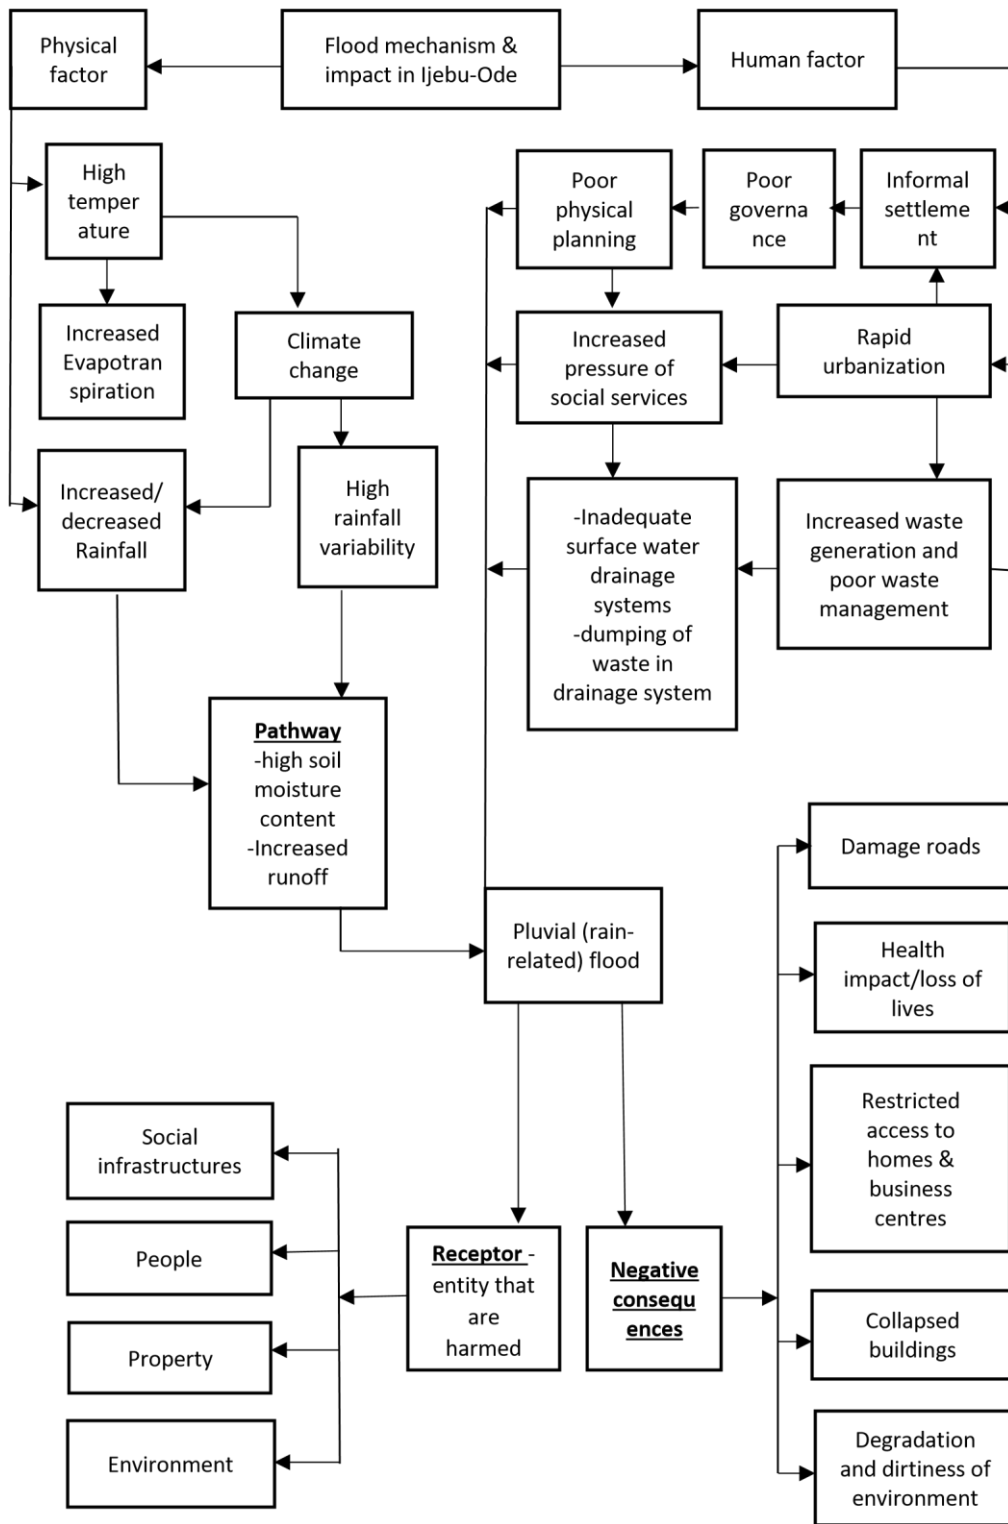 Physical
factor
Flood mechanism &
impact in Ijebu-Ode
Human factor
High
temper
ature
Poor
physical
planning
Poor
governa
nce
Informal
settleme
nt
Increased
Evapotran
spiration
Climate
change
Increased
pressure of
social services
Rapid
urbanization
Increased/
decreased
Rainfall
High
rainfall
variability
-Inadequate
surface water
drainage
systems
-dumping of
waste in
drainage system
Increased waste
generation and
poor waste
management
Pathway
-high soil
moisture
content
-Increased
runoff
Pluvial (rain-
related) flood
Damage roads
Health
impact/loss of
lives
Restricted
access to
homes &
business
centres
Collapsed
buildings
Degradation
and dirtiness of
environment
Social
infrastructures
People
Property
Environment
Receptor -
entity that
are
harmed
Negative
consequ
ences